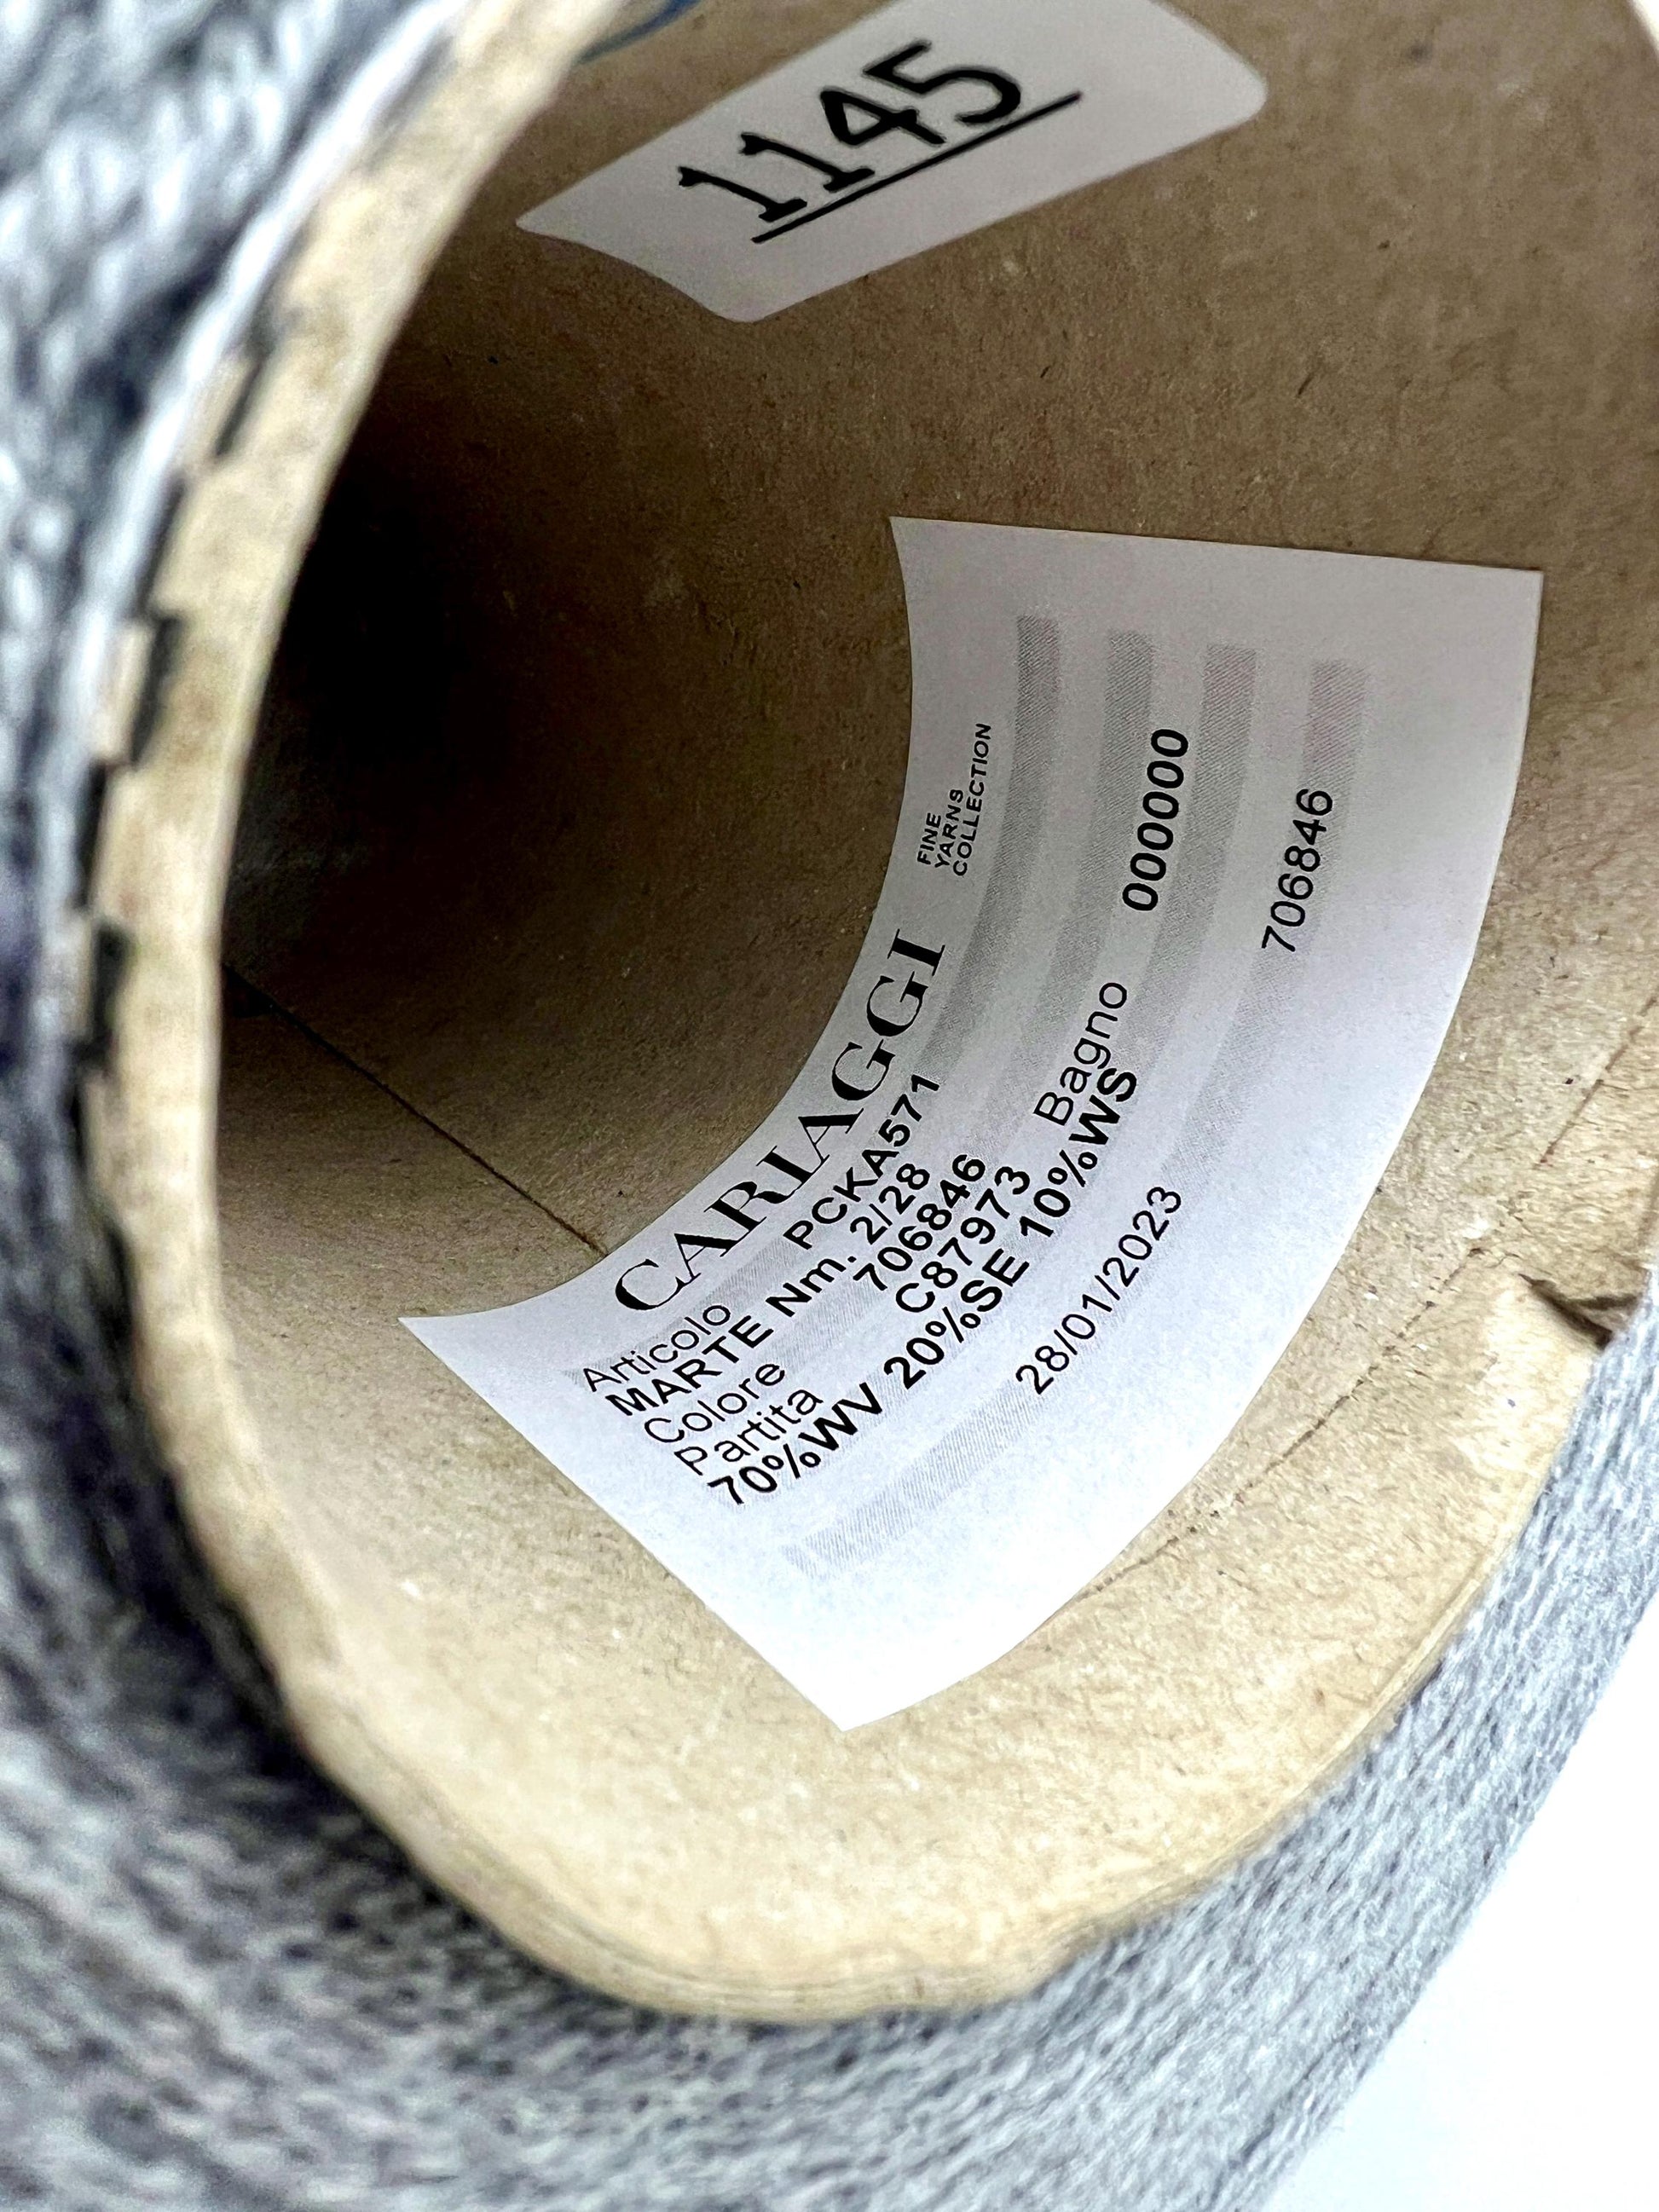 1145
CARIAGGI
FINE
YARNS
COLLECTION
Articolo PCKA571
MARTE Nm. 2/28
Colore 706846
Partita C87973 Bagno 000000
70%WV 20%SE 10%WS
28/01/2023 706846